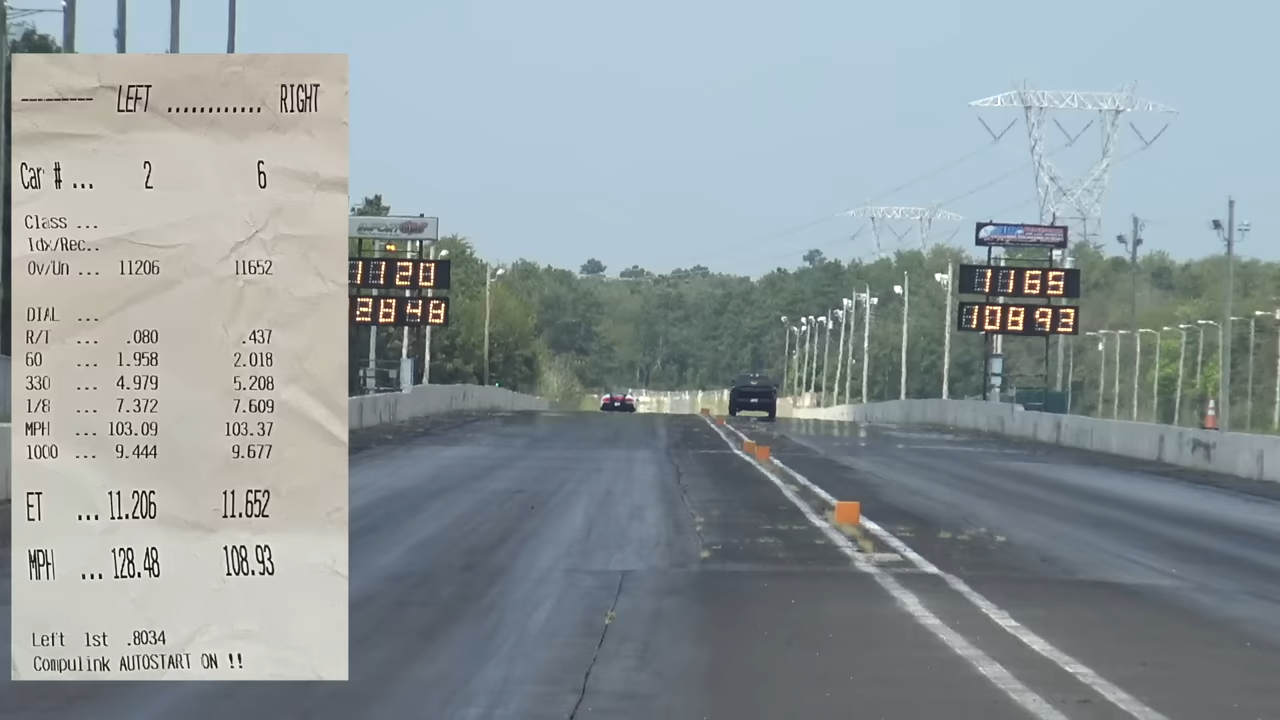 --------- LEFT ............ RIGHT
Car # ... 2 6
Class ...
Idx/Rec..
Ov/Un ... 11206 11652
DIAL ...
R/T ... .080 .437
60 ... 1.958 2.018
330 ... 4.979 5.208
1/8 ... 7.372 7.609
MPH ... 103.09 103.37
1000 ... 9.444 9.677
ET ... 11.206 11.652
MPH ... 128.48 108.93
Left 1st .8034
Compulink AUTOSTART ON !!
1120
2848
1165
10893